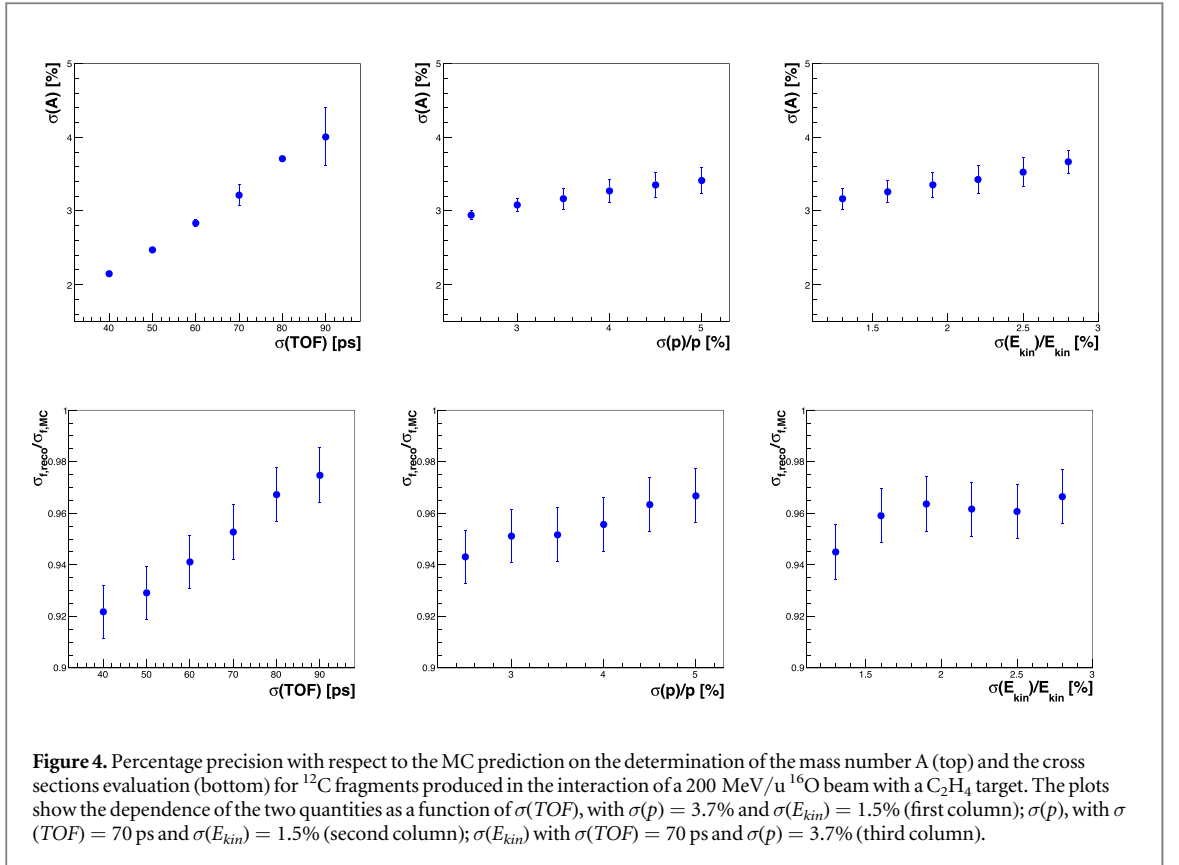 σ(A) [%]
5
4
3
2
40 50 60 70 80 90
σ(TOF) [ps]
σ(A) [%]
5
4
3
2
3 4 5
σ(p)/p [%]
σ(A) [%]
5
4
3
2
1.5 2 2.5 3
σ(E_kin)/E_kin [%]
σ_f,reco/σ_f,MC
1
0.98
0.96
0.94
0.92
0.9
40 50 60 70 80 90
σ(TOF) [ps]
σ_f,reco/σ_f,MC
1
0.98
0.96
0.94
0.92
0.9
3 4 5
σ(p)/p [%]
σ_f,reco/σ_f,MC
1
0.98
0.96
0.94
0.92
0.9
1.5 2 2.5 3
σ(E_kin)/E_kin [%]
Figure 4. Percentage precision with respect to the MC prediction on the determination of the mass number A (top) and the cross
sections evaluation (bottom) for ¹²C fragments produced in the interaction of a 200 MeV/u ¹⁶O beam with a C₂H₄ target. The plots
show the dependence of the two quantities as a function of σ(TOF), with σ(p) = 3.7% and σ(E_kin) = 1.5% (first column); σ(p), with σ
(TOF) = 70 ps and σ(E_kin) = 1.5% (second column); σ(E_kin) with σ(TOF) = 70 ps and σ(p) = 3.7% (third column).